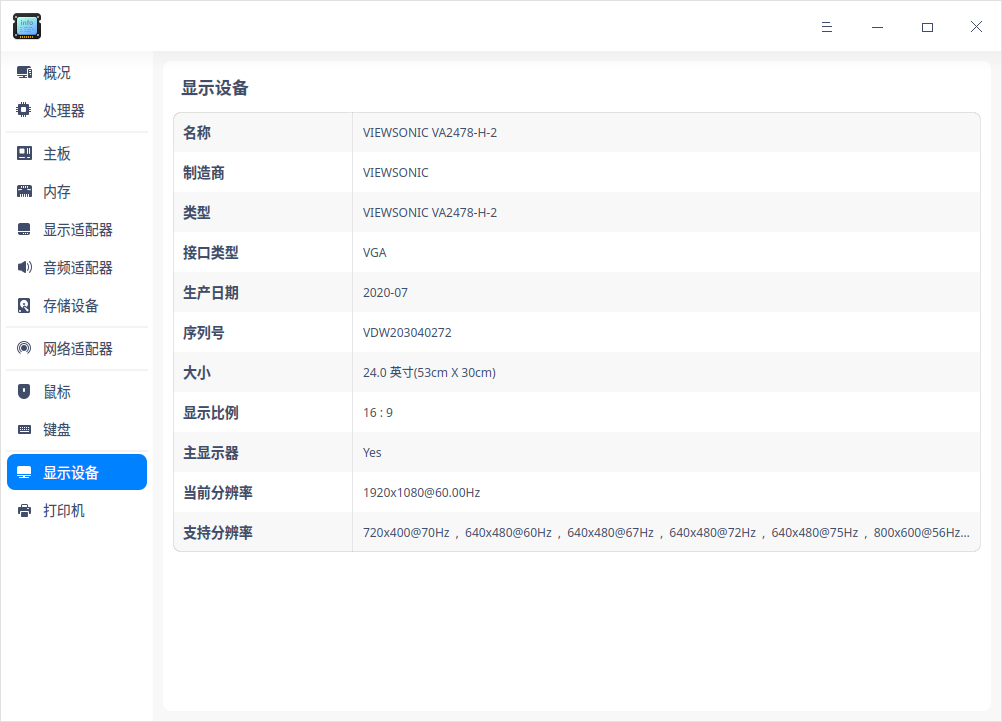 info
概况
处理器
主板
内存
显示适配器
音频适配器
存储设备
网络适配器
鼠标
键盘
显示设备
打印机
显示设备
名称 VIEWSONIC VA2478-H-2
制造商 VIEWSONIC
类型 VIEWSONIC VA2478-H-2
接口类型 VGA
生产日期 2020-07
序列号 VDW203040272
大小 24.0 英寸(53cm X 30cm)
显示比例 16 : 9
主显示器 Yes
当前分辨率 1920x1080@60.00Hz
支持分辨率 720x400@70Hz , 640x480@60Hz , 640x480@67Hz , 640x480@72Hz , 640x480@75Hz , 800x600@56Hz...